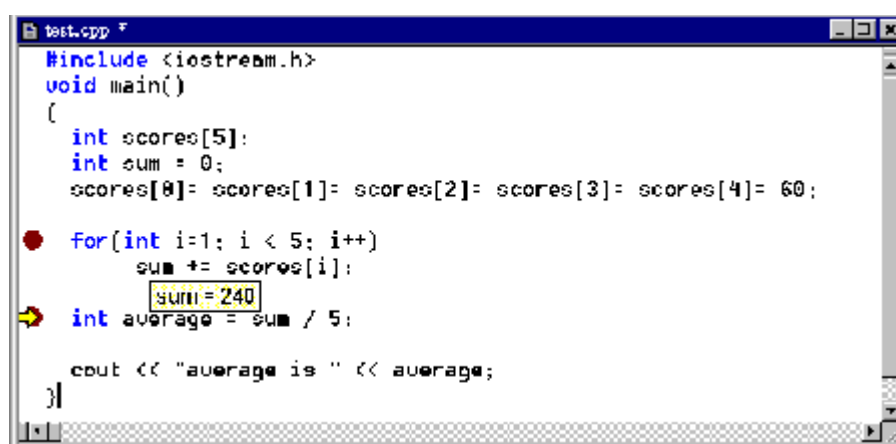 test.cpp
#include <iostream.h>
void main()
{
int scores[5];
int sum = 0;
scores[0]= scores[1]= scores[2]= scores[3]= scores[4]= 60;
for(int i=1; i < 5; i++)
sum += scores[i];
sum = 240
int average = sum / 5;
cout << "average is " << average;
}